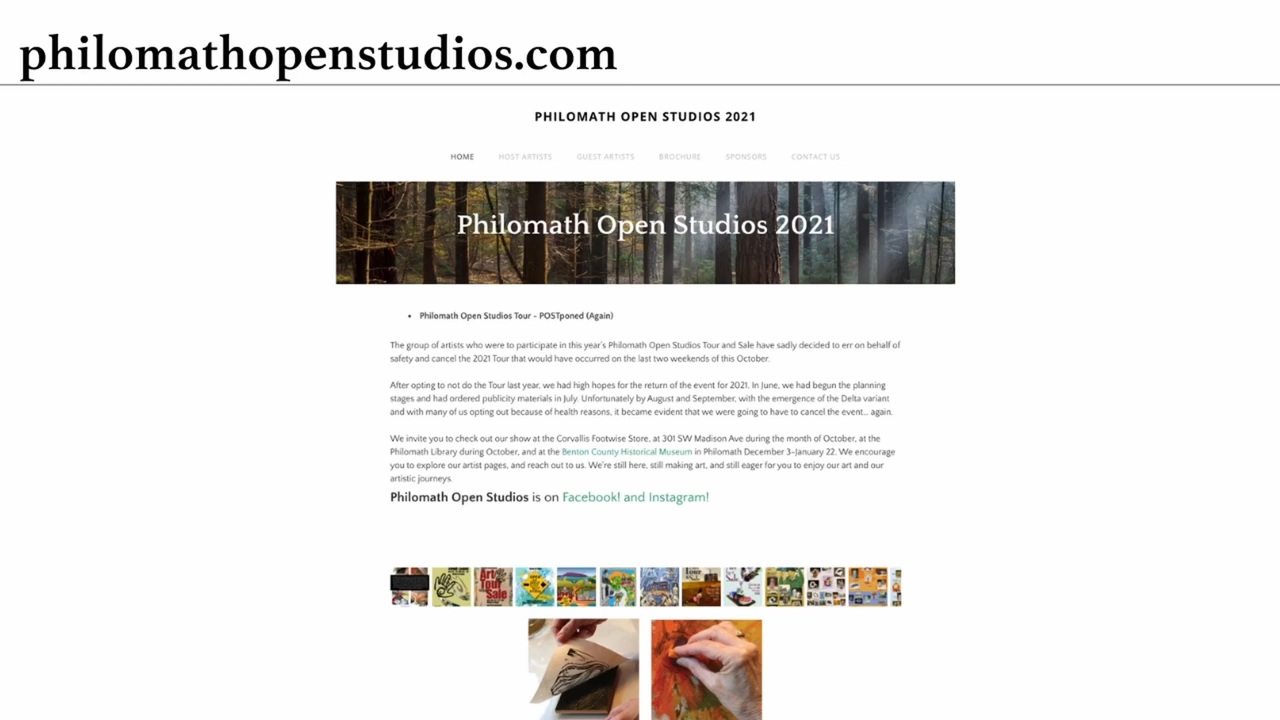 philomathopenstudios.com
PHILOMATH OPEN STUDIOS 2021
HOME HOST ARTISTS GUEST ARTISTS BROCHURE SPONSORS CONTACT US
Philomath Open Studios 2021
• Philomath Open Studios Tour - POSTponed (Again)
The group of artists who were to participate in this year's Philomath Open Studios Tour and Sale have sadly decided to err on behalf of
safety and cancel the 2021 Tour that would have occurred on the last two weekends of this October.
After opting to not do the Tour last year, we had high hopes for the return of the event for 2021. In June, we had begun the planning
stages and had ordered publicity materials in July. Unfortunately by August and September, with the emergence of the Delta variant
and with many of us opting out because of health reasons, it became evident that we were going to have to cancel the event... again.
We invite you to check out our show at the Corvallis Footwise Store, at 301 SW Madison Ave during the month of October, at the
Philomath Library during October, and at the Benton County Historical Museum in Philomath December 3-January 22. We encourage
you to explore our artist pages, and reach out to us. We're still here, still making art, and still eager for you to enjoy our art and our
artistic journeys.
Philomath Open Studios is on Facebook! and Instagram!
Art
Tour
Sale